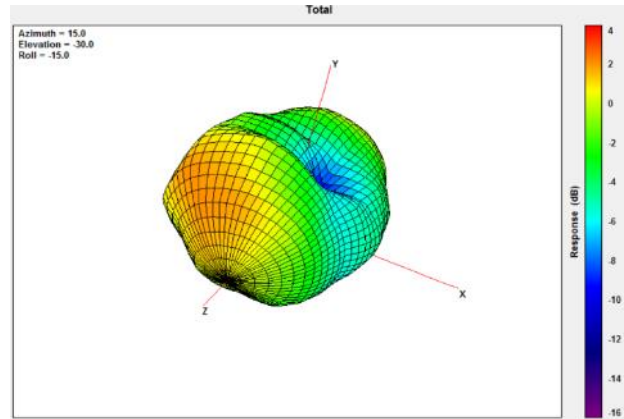 Total
Azimuth = 15.0
Elevation = -30.0
Roll = -15.0
Y
X
Z
4
2
0
-2
-4
-6
-8
-10
-12
-14
-16
Response (dB)